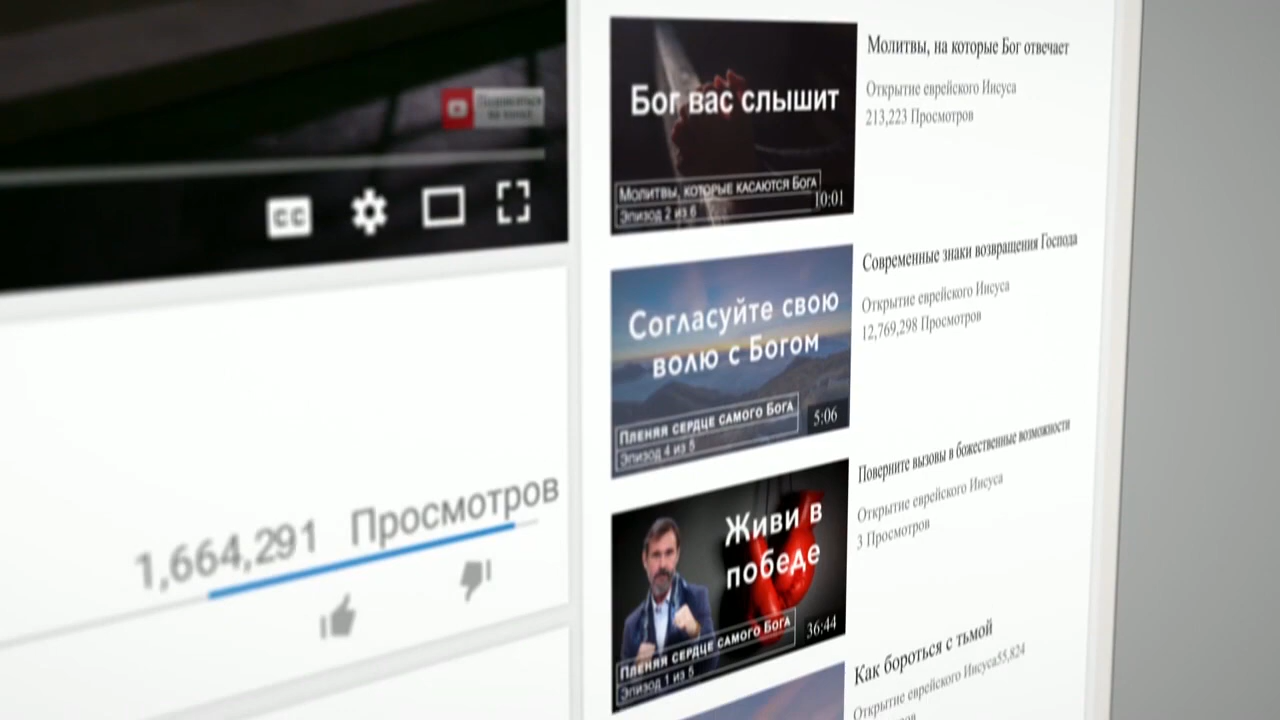 CC
1,664,291 Просмотров
Бог вас слышит
Молитвы, которые касаются Бога
Эпизод 2 из 6
10:01
Молитвы, на которые Бог отвечает
Открытие еврейского Иисуса
213,223 Просмотров
Согласуйте свою
волю с Богом
Пленяя сердце самого Бога
Эпизод 4 из 5
5:06
Современные знаки возвращения Господа
Открытие еврейского Иисуса
12,769,298 Просмотров
Живи в
победе
Пленяя сердце самого Бога
Эпизод 1 из 5
36:44
Поверните вызовы в божественные возможности
Открытие еврейского Иисуса
3 Просмотров
Как бороться с тьмой
Открытие еврейского Иисуса55,824